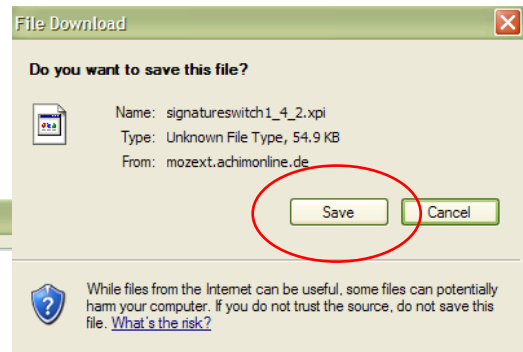 File Download
Do you want to save this file?
Name: signatureswitch1_4_2.xpi
Type: Unknown File Type, 54.9 KB
From: mozext.achimonline.de
Save Cancel
While files from the Internet can be useful, some files can potentially
harm your computer. If you do not trust the source, do not save this
file. What's the risk?